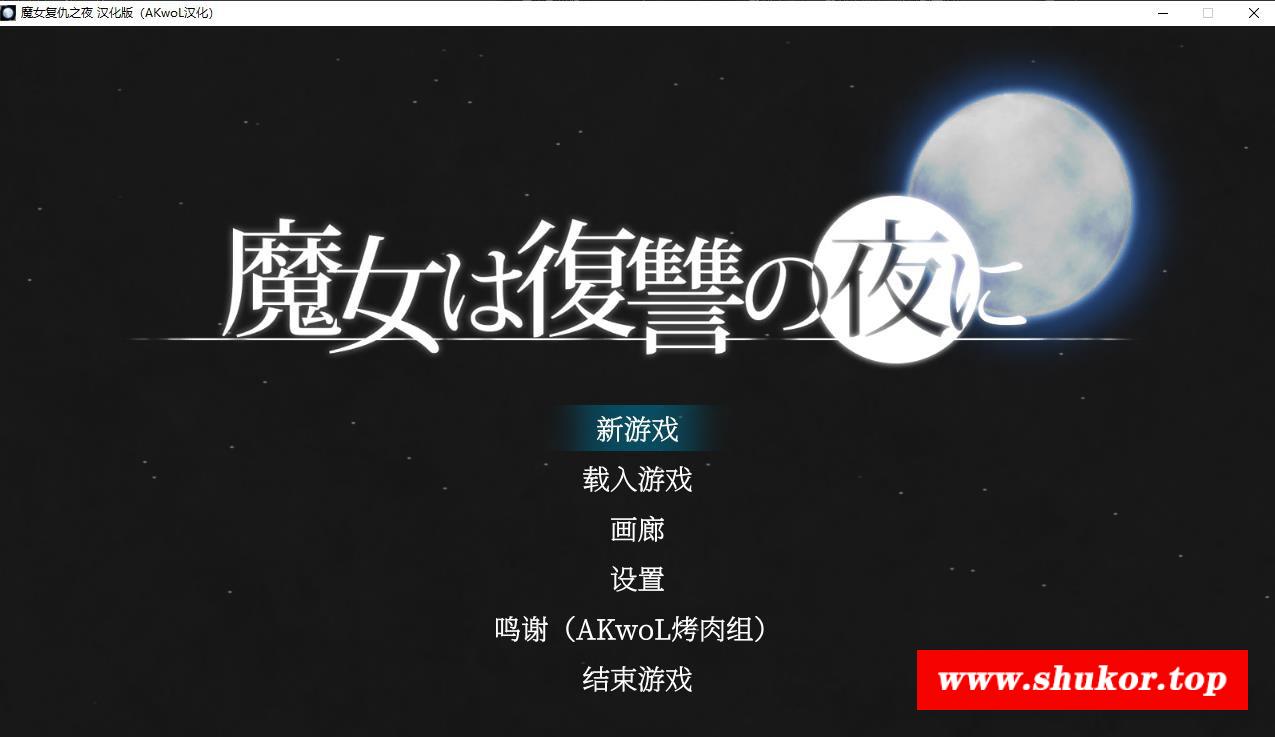 魔女复仇之夜 汉化版（AKwoL汉化）
魔女は復讐の夜に
新游戏
载入游戏
画廊
设置
鸣谢（AKwoL烤肉组）
结束游戏
www.shukor.top